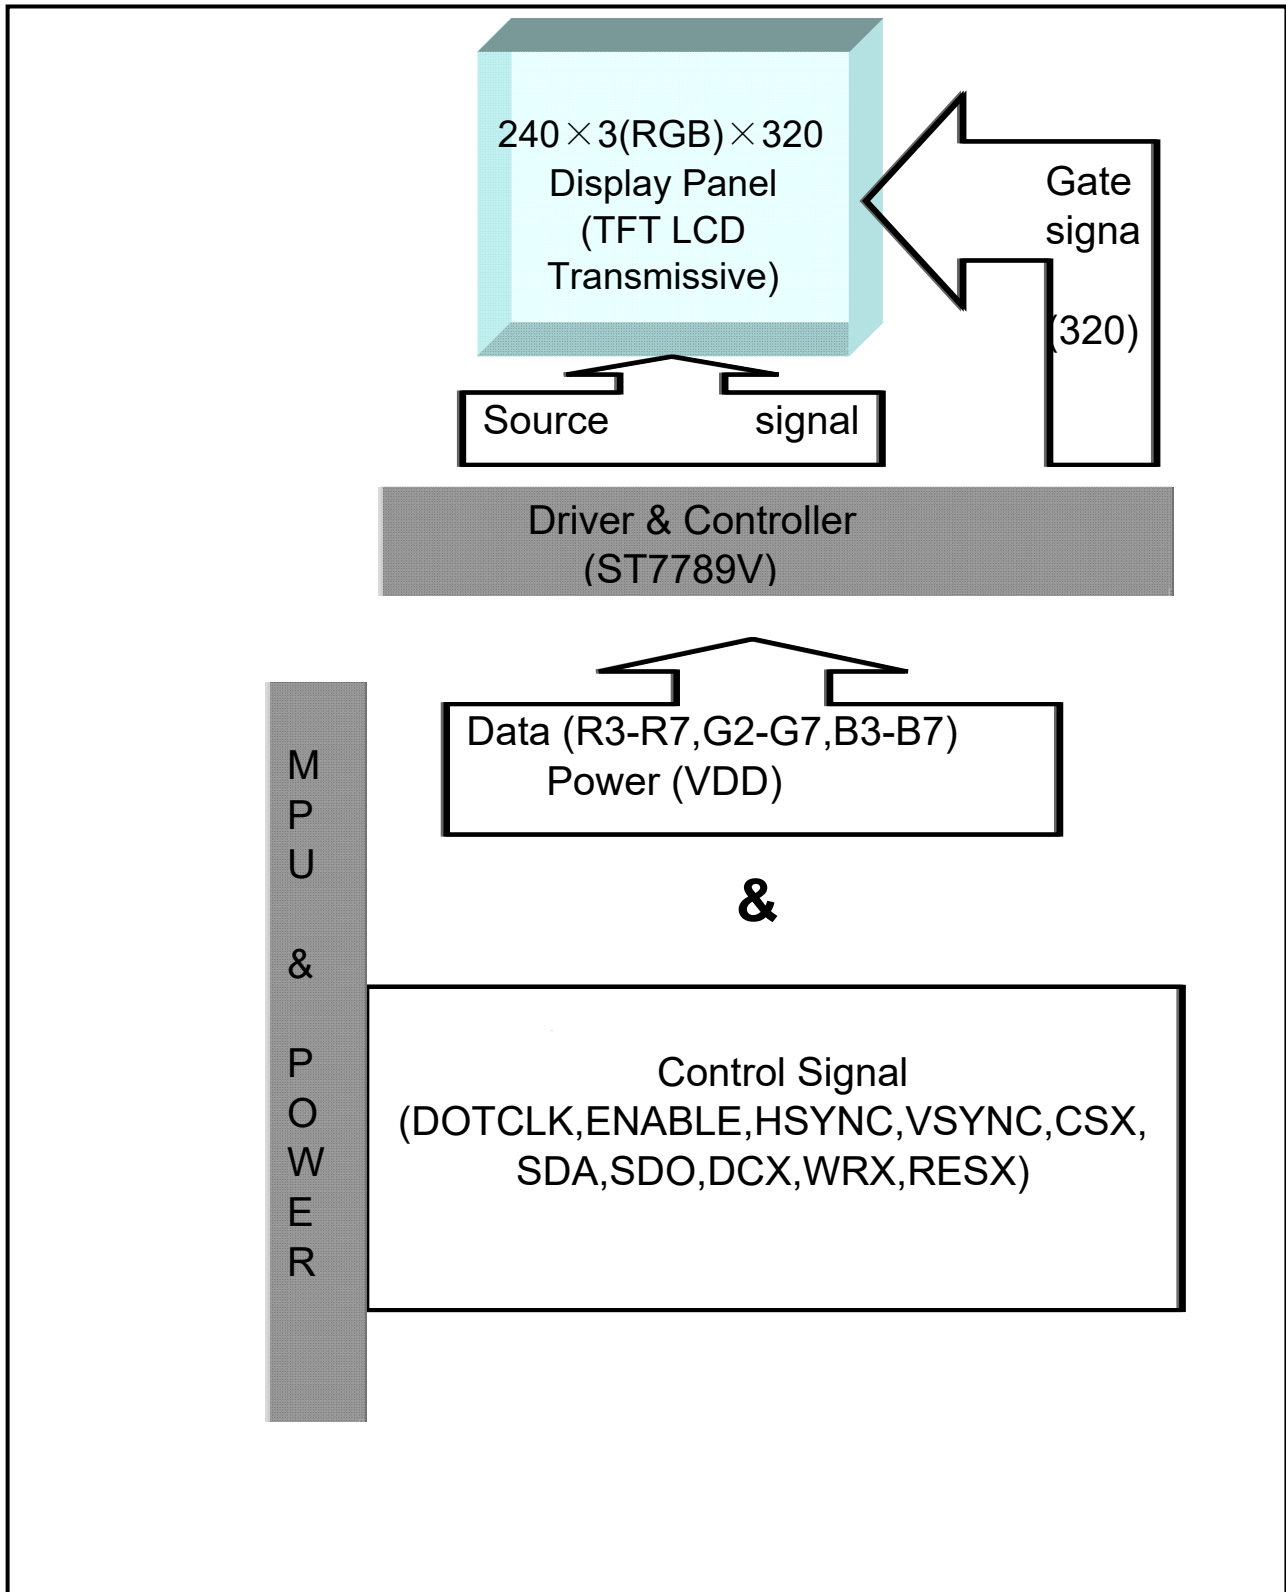 240×3(RGB)×320
Display Panel
(TFT LCD
Transmissive)
Gate
signa
(320)
Source signal
Driver & Controller
(ST7789V)
Data (R3-R7,G2-G7,B3-B7)
Power (VDD)
&
M
P
U
&
P
O
W
E
R
Control Signal
(DOTCLK,ENABLE,HSYNC,VSYNC,CSX,
SDA,SDO,DCX,WRX,RESX)